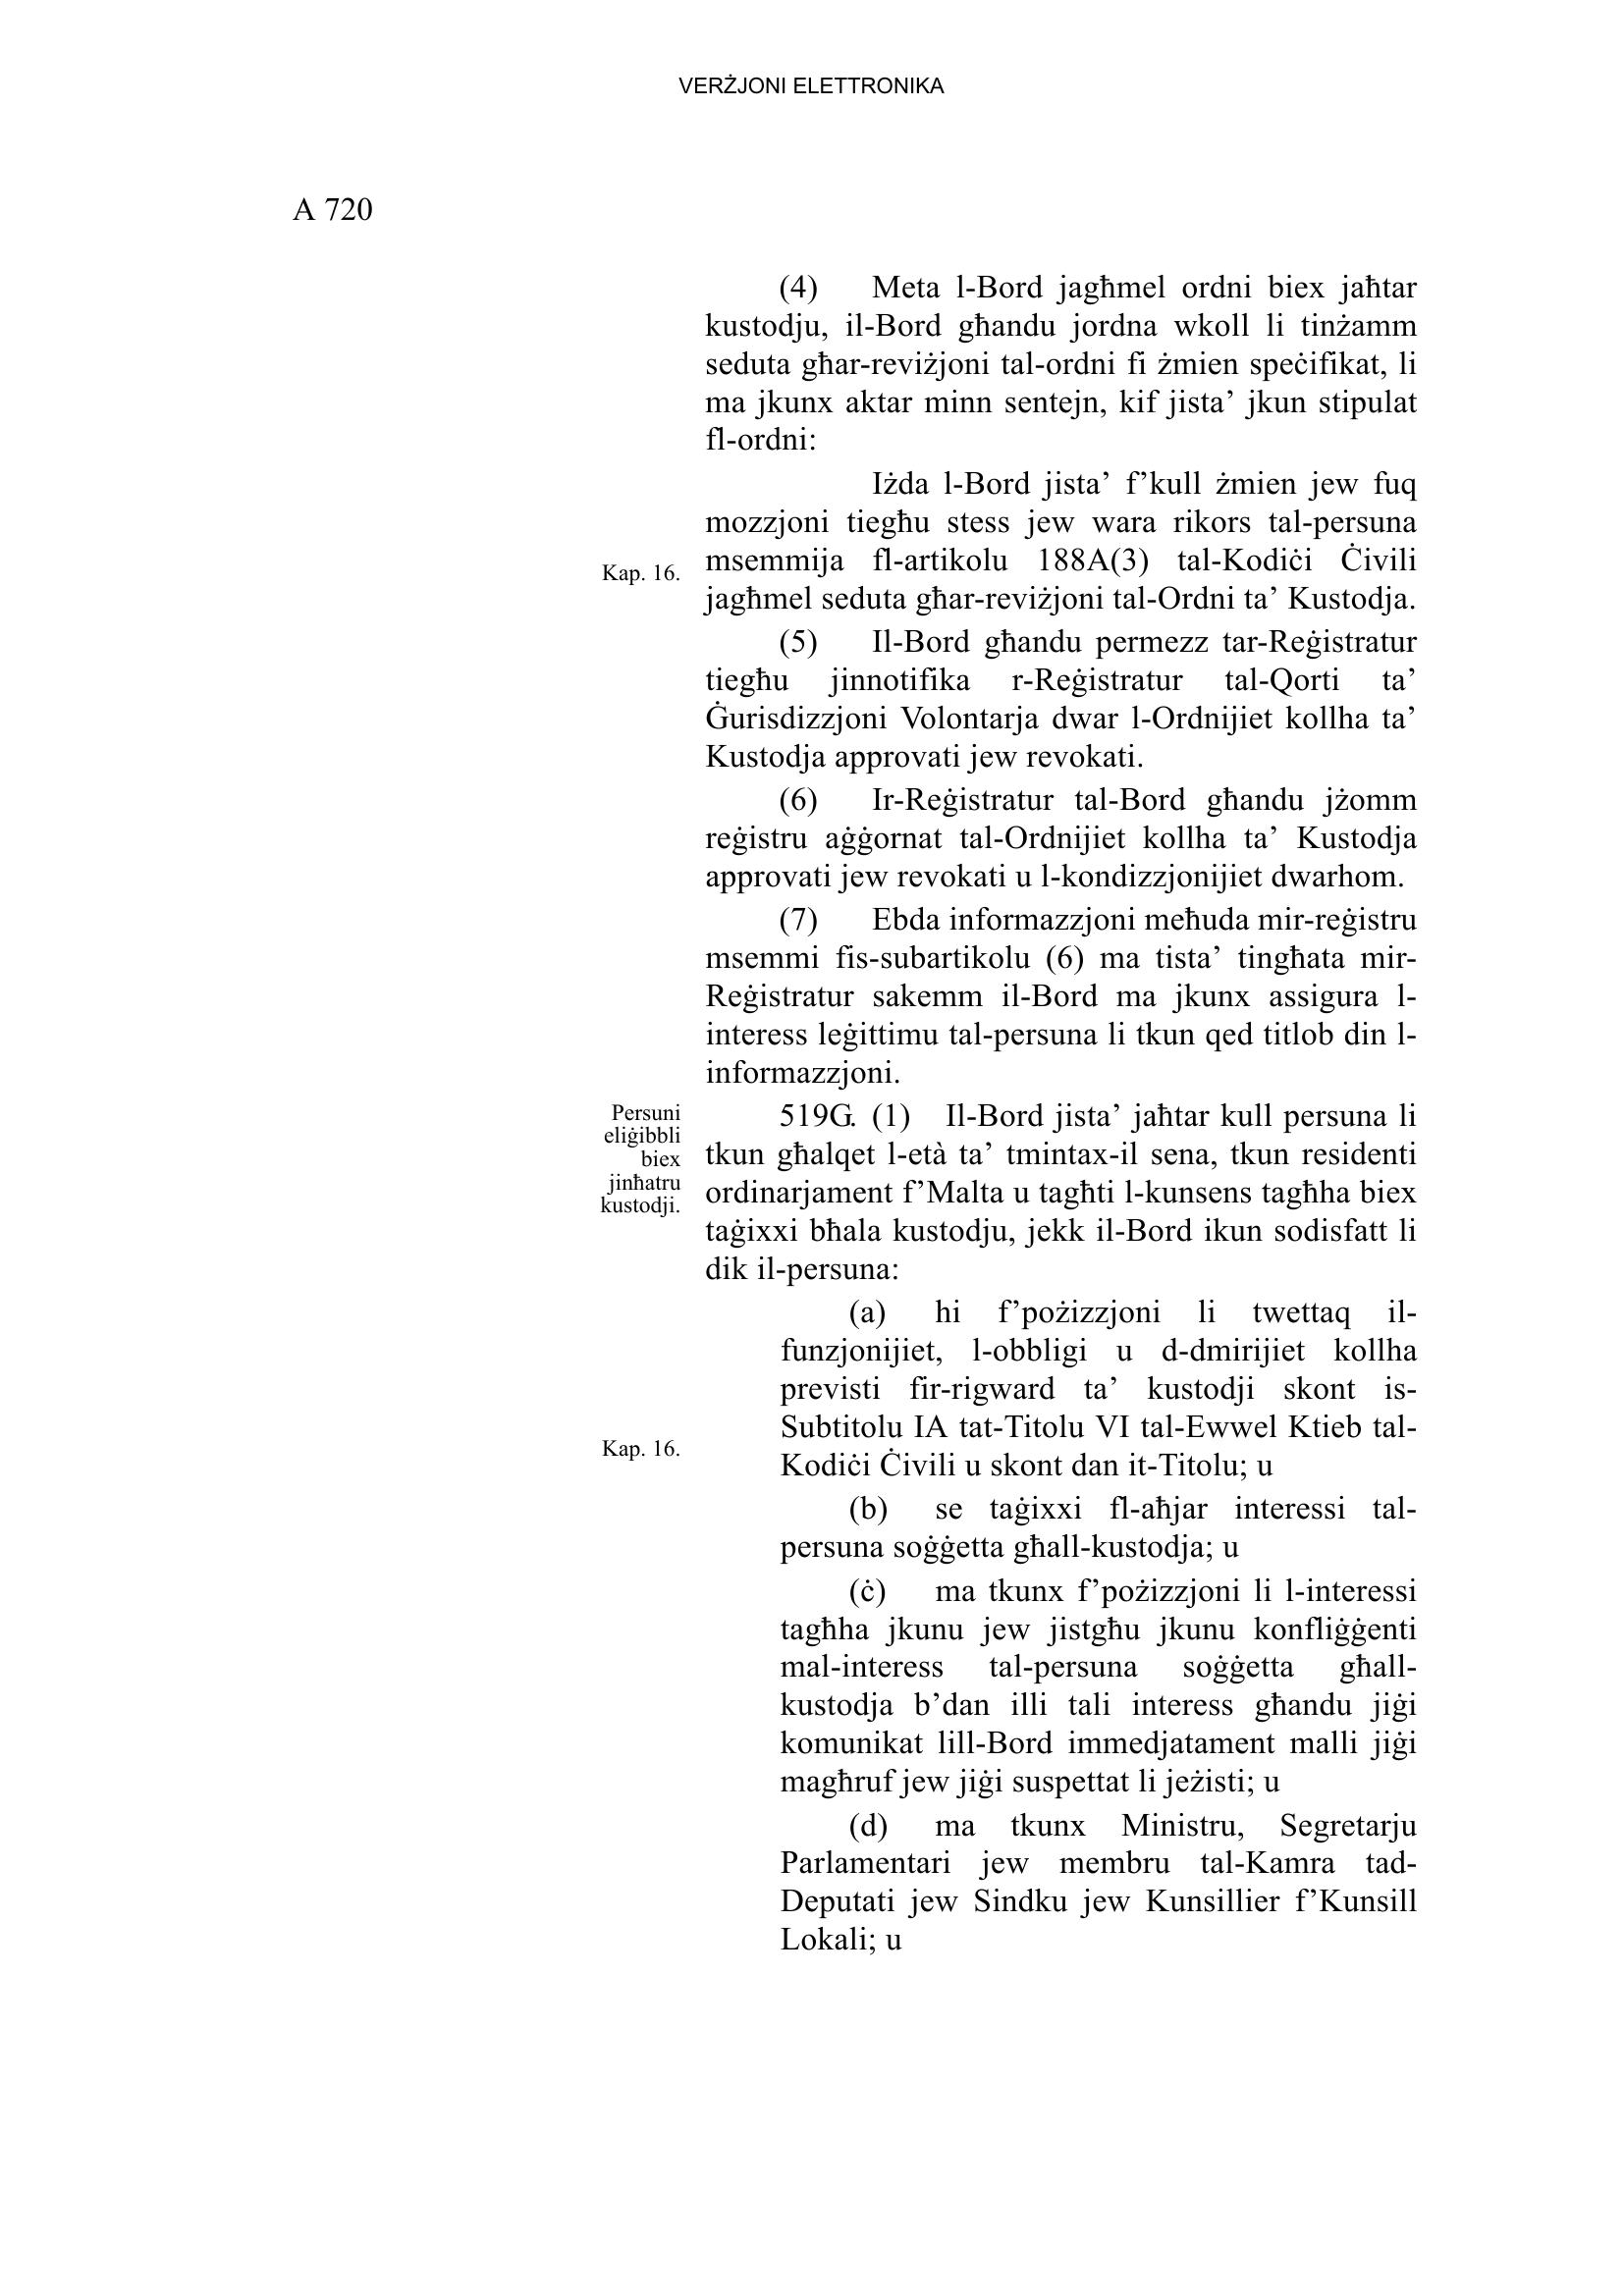 VERŻJONI ELETTRONIKA
A 720
(4) Meta l-Bord jagħmel ordni biex jaħtar
kustodju, il-Bord għandu jordna wkoll li tinżamm
seduta għar-reviżjoni tal-ordni fi żmien speċifikat, li
ma jkunx aktar minn sentejn, kif jista’ jkun stipulat
fl-ordni:
Iżda l-Bord jista’ f’kull żmien jew fuq
mozzjoni tiegħu stess jew wara rikors tal-persuna
Kap. 16.
msemmija fl-artikolu 188A(3) tal-Kodiċi Ċivili
jagħmel seduta għar-reviżjoni tal-Ordni ta’ Kustodja.
(5) Il-Bord għandu permezz tar-Reġistratur
tiegħu jinnotifika r-Reġistratur tal-Qorti ta’
Ġurisdizzjoni Volontarja dwar l-Ordnijiet kollha ta’
Kustodja approvati jew revokati.
(6) Ir-Reġistratur tal-Bord għandu jżomm
reġistru aġġornat tal-Ordnijiet kollha ta’ Kustodja
approvati jew revokati u l-kondizzjonijiet dwarhom.
(7) Ebda informazzjoni meħuda mir-reġistru
msemmi fis-subartikolu (6) ma tista’ tingħata mir-
Reġistratur sakemm il-Bord ma jkunx assigura l-
interess leġittimu tal-persuna li tkun qed titlob din l-
informazzjoni.
Persuni
eliġibbli
biex
jinħatru
kustodji.
519G. (1) Il-Bord jista’ jaħtar kull persuna li
tkun għalqet l-età ta’ tmintax-il sena, tkun residenti
ordinarjament f’Malta u tagħti l-kunsens tagħha biex
taġixxi bħala kustodju, jekk il-Bord ikun sodisfatt li
dik il-persuna:
(a) hi f’pożizzjoni li twettaq il-
funzjonijiet, l-obbligi u d-dmirijiet kollha
previsti fir-rigward ta’ kustodji skont is-
Subtitolu IA tat-Titolu VI tal-Ewwel Ktieb tal-
Kap. 16.
Kodiċi Ċivili u skont dan it-Titolu; u
(b) se taġixxi fl-aħjar interessi tal-
persuna soġġetta għall-kustodja; u
(ċ) ma tkunx f’pożizzjoni li l-interessi
tagħha jkunu jew jistgħu jkunu konfliġġenti
mal-interess tal-persuna soġġetta għall-
kustodja b’dan illi tali interess għandu jiġi
komunikat lill-Bord immedjatament malli jiġi
magħruf jew jiġi suspettat li jeżisti; u
(d) ma tkunx Ministru, Segretarju
Parlamentari jew membru tal-Kamra tad-
Deputati jew Sindku jew Kunsillier f’Kunsill
Lokali; u